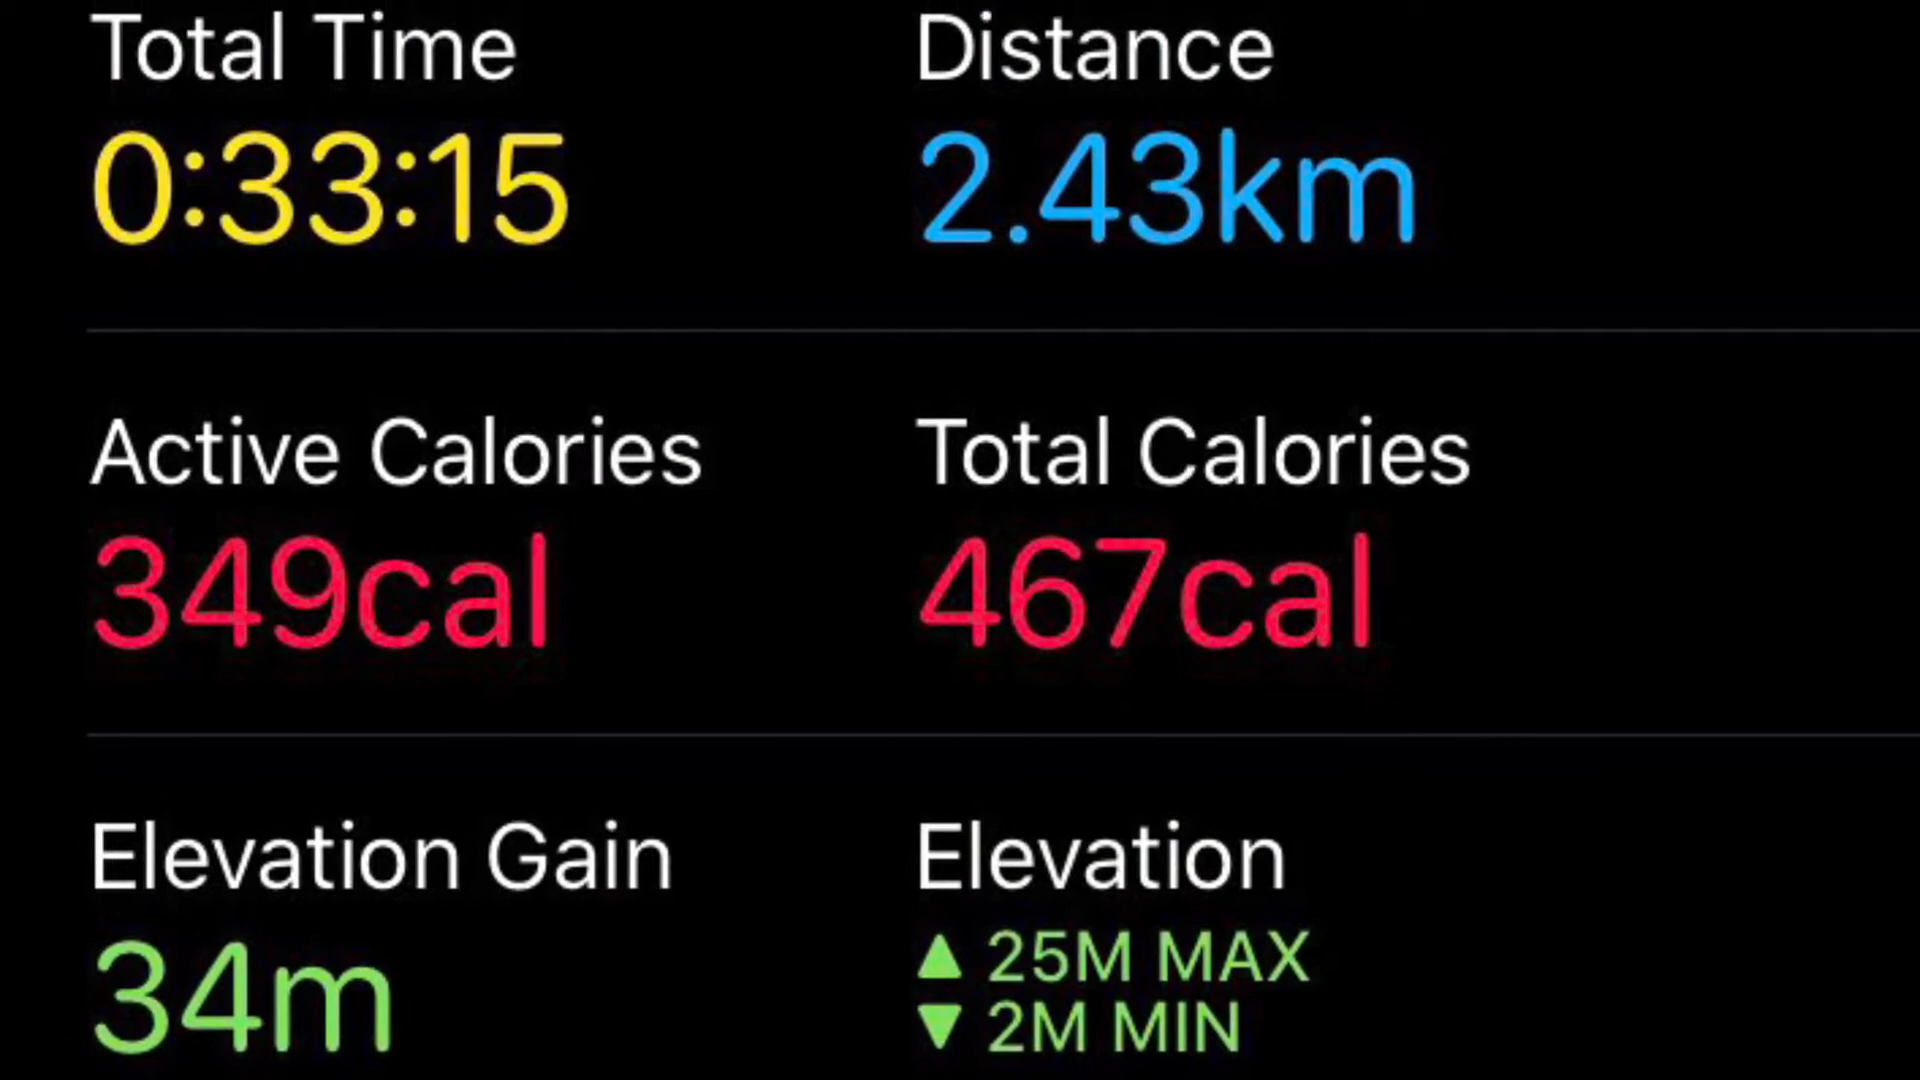 Total Time
Distance
0:33:15
2.43km
Active Calories
Total Calories
349cal
467cal
Elevation Gain
Elevation
34m
▲ 25M MAX
▼ 2M MIN